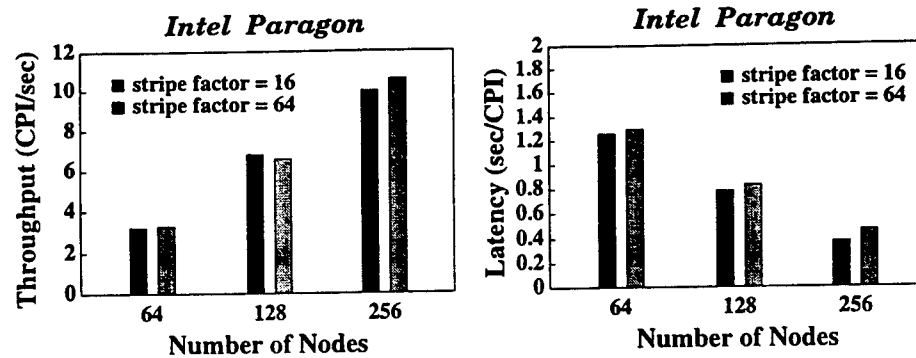 Intel Paragon
Throughput (CPI/sec)
12
10
8
6
4
2
0
stripe factor = 16
stripe factor = 64
64
128
256
Number of Nodes
Intel Paragon
Latency (sec/CPI)
2
1.8
1.6
1.4
1.2
1
0.8
0.6
0.4
0.2
0
stripe factor = 16
stripe factor = 64
64
128
256
Number of Nodes